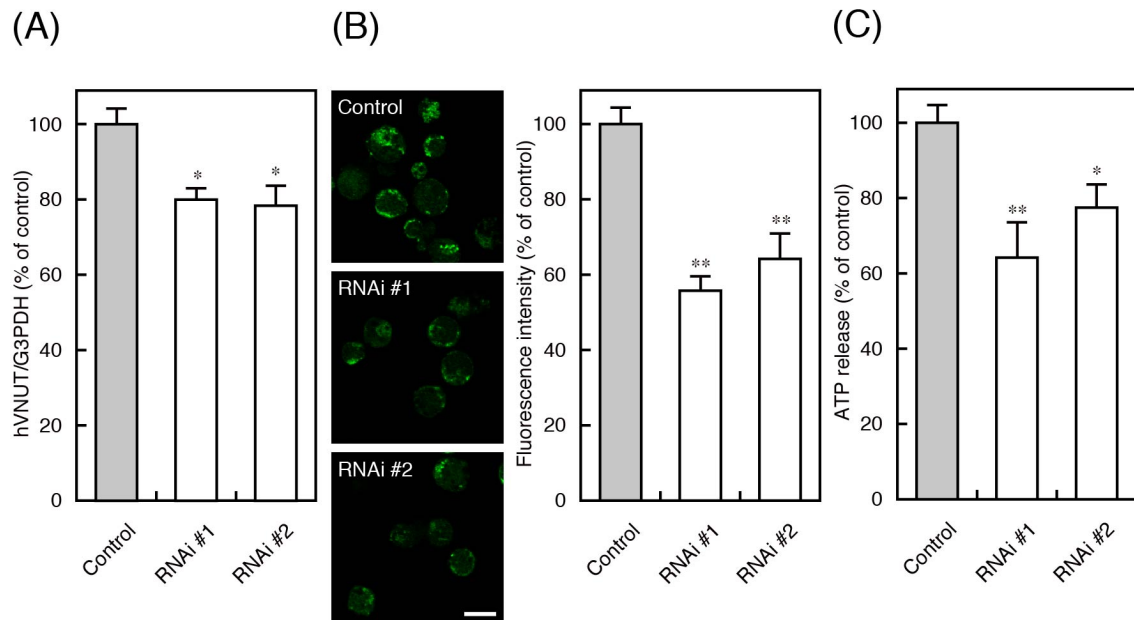 (A)
hVNUT/G3PDH (% of control)
100
80
60
40
20
0
*
*
Control
RNAi #1
RNAi #2
(B)
Control
RNAi #1
RNAi #2
Fluorescence intensity (% of control)
100
80
60
40
20
0
**
**
Control
RNAi #1
RNAi #2
(C)
ATP release (% of control)
100
80
60
40
20
0
**
*
Control
RNAi #1
RNAi #2